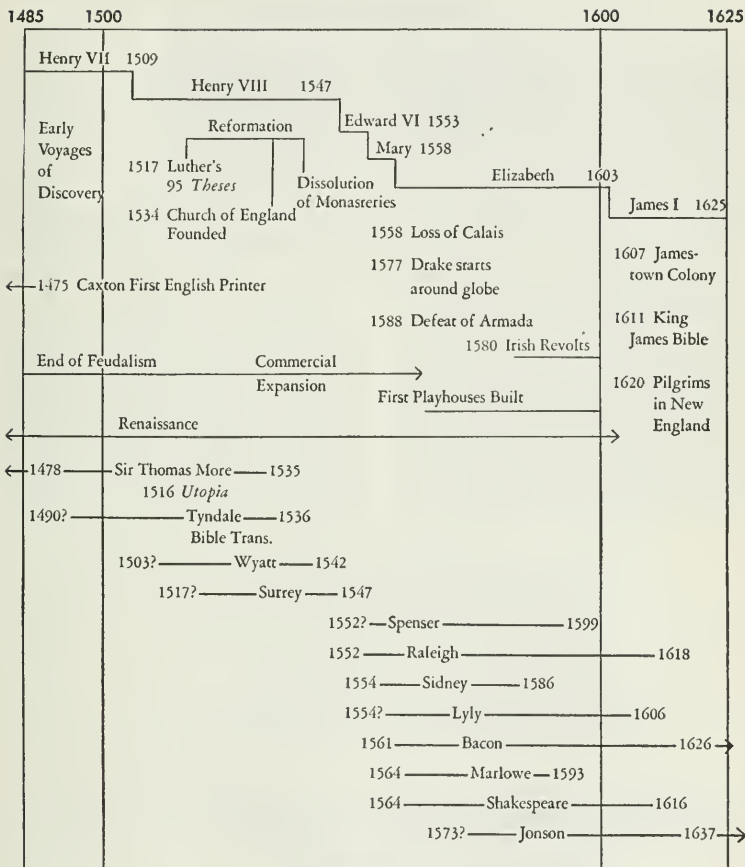 1485 1500 1600 1625
Henry VII 1509
Henry VIII 1547
Edward VI 1553
Mary 1558
Elizabeth 1603
James I 1625
Early
Voyages
of
Discovery
Reformation
1517 Luther's
95 Theses
Dissolution
of Monasteries
1534 Church of England
Founded
1558 Loss of Calais
1577 Drake starts
around globe
1588 Defeat of Armada
1580 Irish Revolts
1607 James-
town Colony
1611 King
James Bible
1620 Pilgrims
in New
England
1475 Caxton First English Printer
End of Feudalism Commercial
Expansion
First Playhouses Built
Renaissance
1478 Sir Thomas More 1535
1516 Utopia
1490? Tyndale 1536
Bible Trans.
1503? Wyatt 1542
1517? Surrey 1547
1552? Spenser 1599
1552 Raleigh 1618
1554 Sidney 1586
1554? Lyly 1606
1561 Bacon 1626
1564 Marlowe 1593
1564 Shakespeare 1616
1573? Jonson 1637